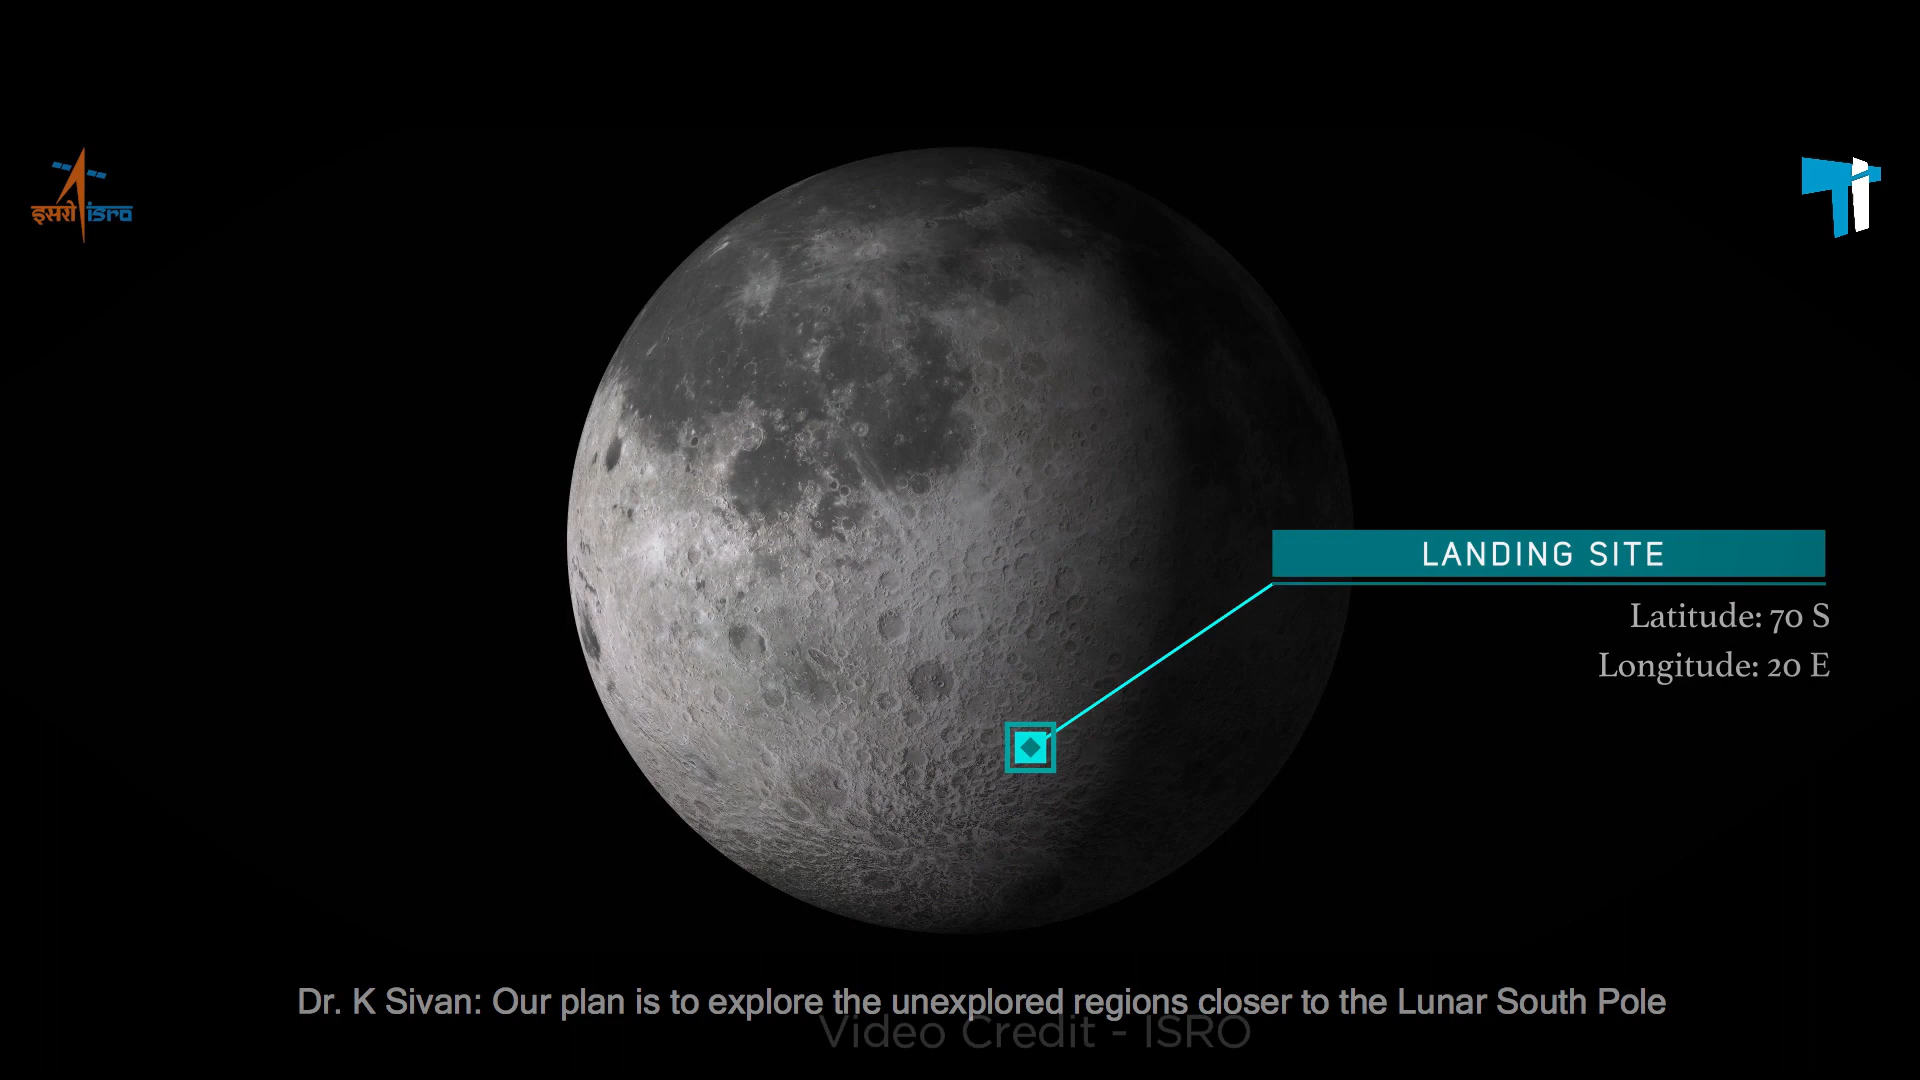 इसरो isro
LANDING SITE
Latitude: 70 S
Longitude: 20 E
Dr. K Sivan: Our plan is to explore the unexplored regions closer to the Lunar South Pole
Video Credit - ISRO